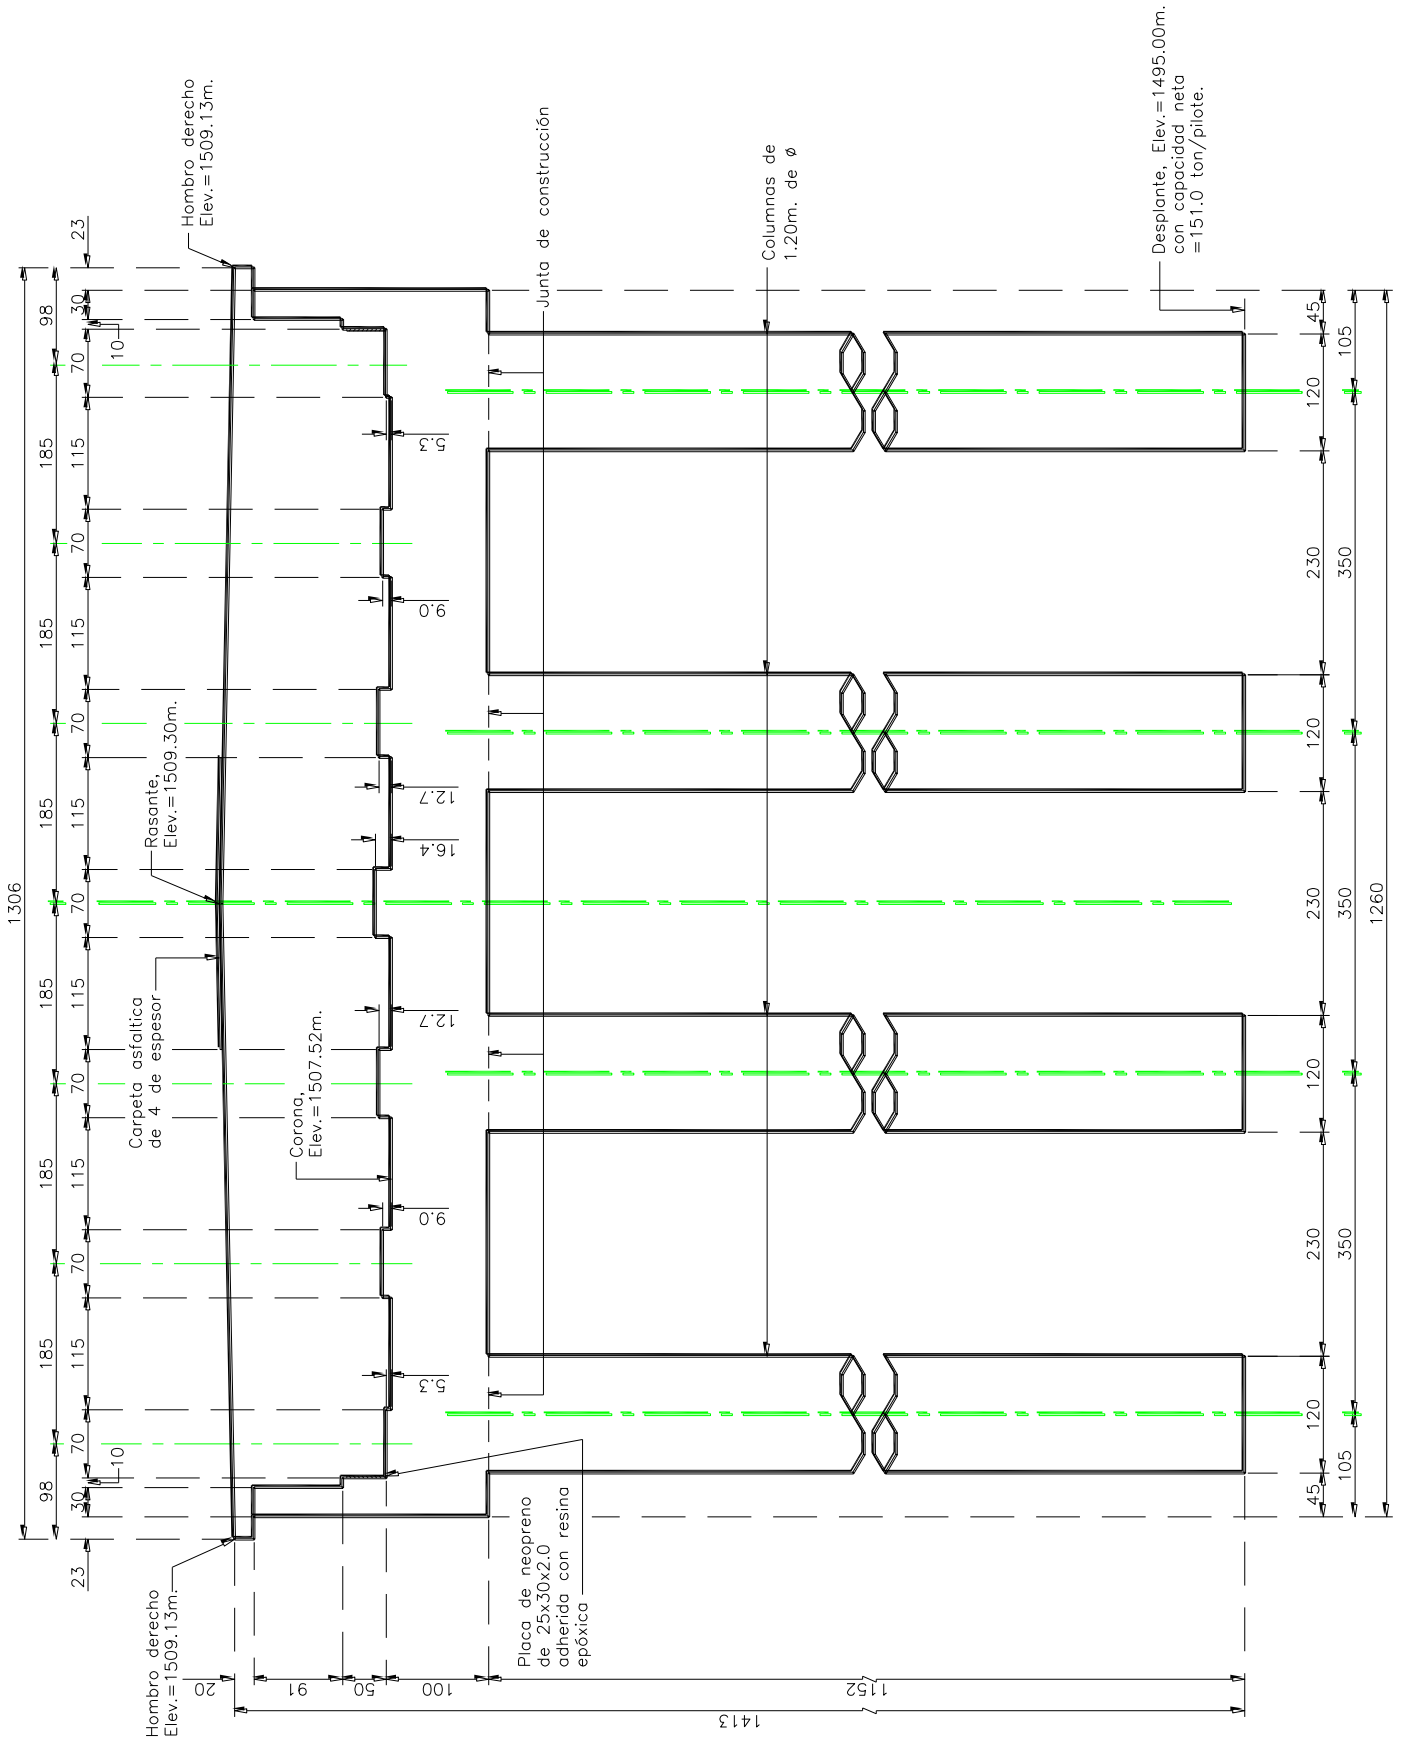 1306
98
185
185
185
185
185
185
98
23
30
10
70
115
70
115
70
115
70
115
70
115
70
115
70
10
30
23
Hombro derecho
Elev.=1509.13m.
Carpeta asfaltica
de 4 de espesor
Rasante,
Elev.=1509.30m.
Hombro derecho
Elev.=1509.13m.
Corona,
Elev.=1507.52m.
5.3
9.0
12.7
16.4
12.7
9.0
5.3
Placa de neopreno
de 25x30x2.0
adherida con resina
epóxica
Junta de construcción
Columnas de
1.20m. de ø
Desplante, Elev.=1495.00m.
con capacidad neta
=151.0 ton/pilote.
20
91
50
100
1152
1413
45
120
230
120
230
120
230
120
45
105
350
350
350
105
1260